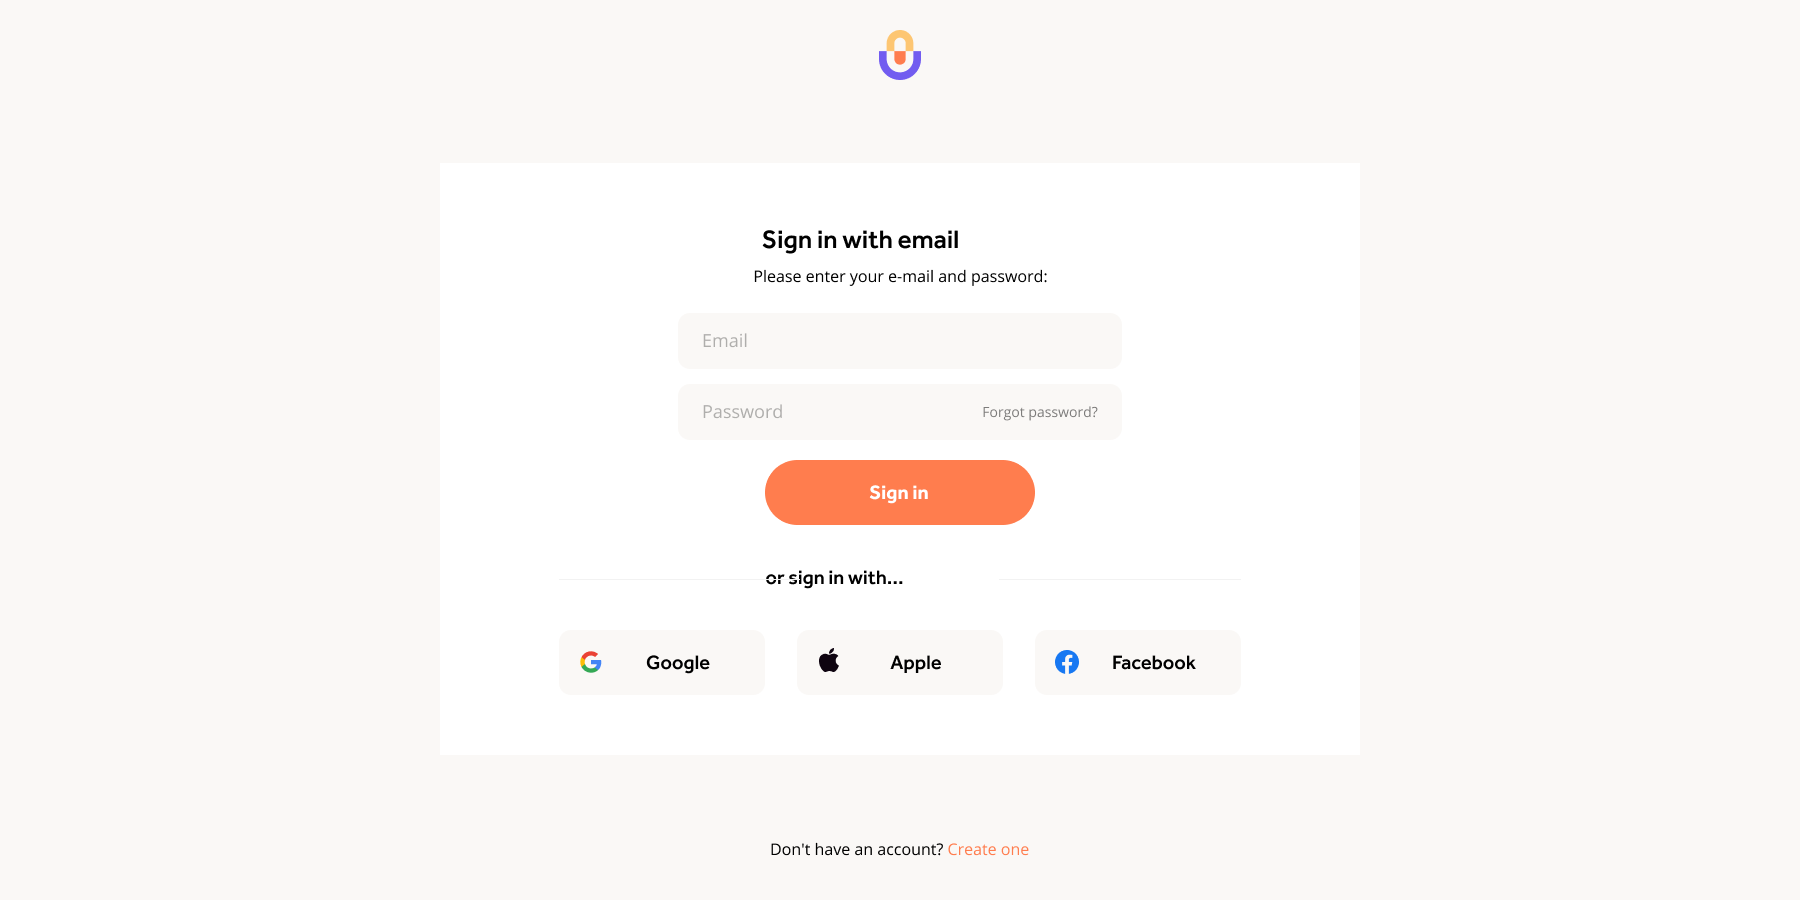 Sign in with email
Please enter your e-mail and password:
Email
Password
Forgot password?
Sign in
or sign in with...
Google
Apple
Facebook
Don't have an account? Create one